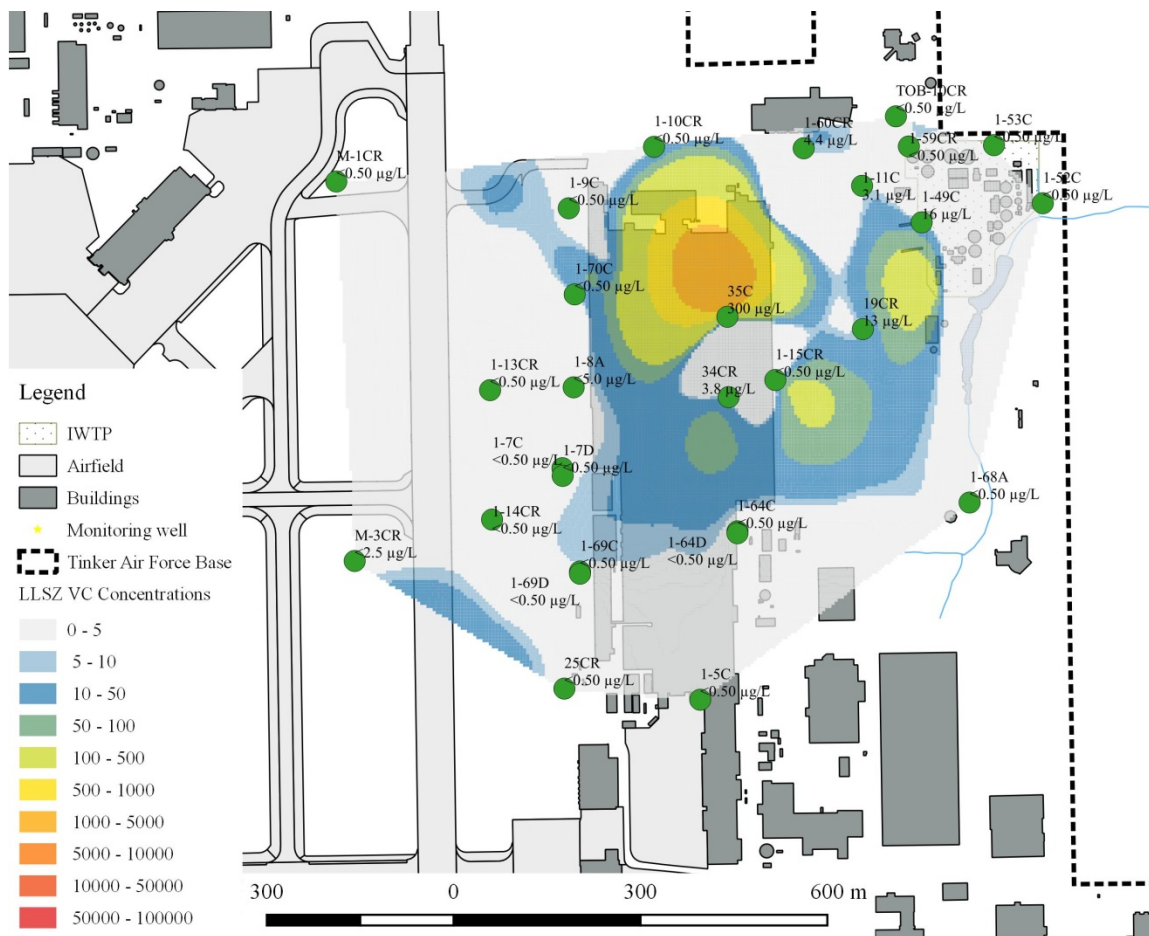 TOB-10CR
<0.50 µg/L
1-10CR
<0.50 µg/L
1-60CR
4.4 µg/L
1-59CR
<0.50 µg/L
1-53C
<0.50 µg/L
M-1CR
<0.50 µg/L
1-9C
<0.50 µg/L
1-11C
3.1 µg/L
1-52C
<0.50 µg/L
1-49C
16 µg/L
1-70C
<0.50 µg/L
35C
300 µg/L
19CR
13 µg/L
1-13CR
<0.50 µg/L
1-8A
<5.0 µg/L
34CR
3.8 µg/L
1-15CR
<0.50 µg/L
1-7C
<0.50 µg/L
1-7D
<0.50 µg/L
1-68A
<0.50 µg/L
1-14CR
<0.50 µg/L
T-64C
<0.50 µg/L
M-3CR
<2.5 µg/L
1-69C
<0.50 µg/L
1-64D
<0.50 µg/L
1-69D
<0.50 µg/L
25CR
<0.50 µg/L
1-5C
<0.50 µg/L
Legend
IWTP
Airfield
Buildings
Monitoring well
Tinker Air Force Base
LLSZ VC Concentrations
0 - 5
5 - 10
10 - 50
50 - 100
100 - 500
500 - 1000
1000 - 5000
5000 - 10000
10000 - 50000
50000 - 100000
300 0 300 600 m